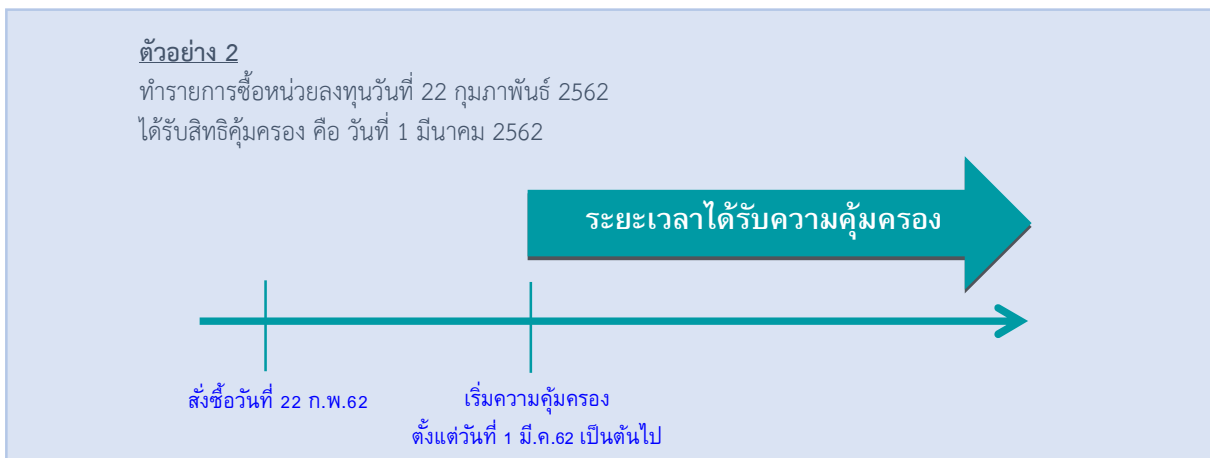 ตัวอย่าง 2
ทำรายการซื้อหน่วยลงทุนวันที่ 22 กุมภาพันธ์ 2562
ได้รับสิทธิคุ้มครอง คือ วันที่ 1 มีนาคม 2562
ระยะเวลาได้รับความคุ้มครอง
สั่งซื้อวันที่ 22 ก.พ.62
เริ่มความคุ้มครอง
ตั้งแต่วันที่ 1 มี.ค.62 เป็นต้นไป